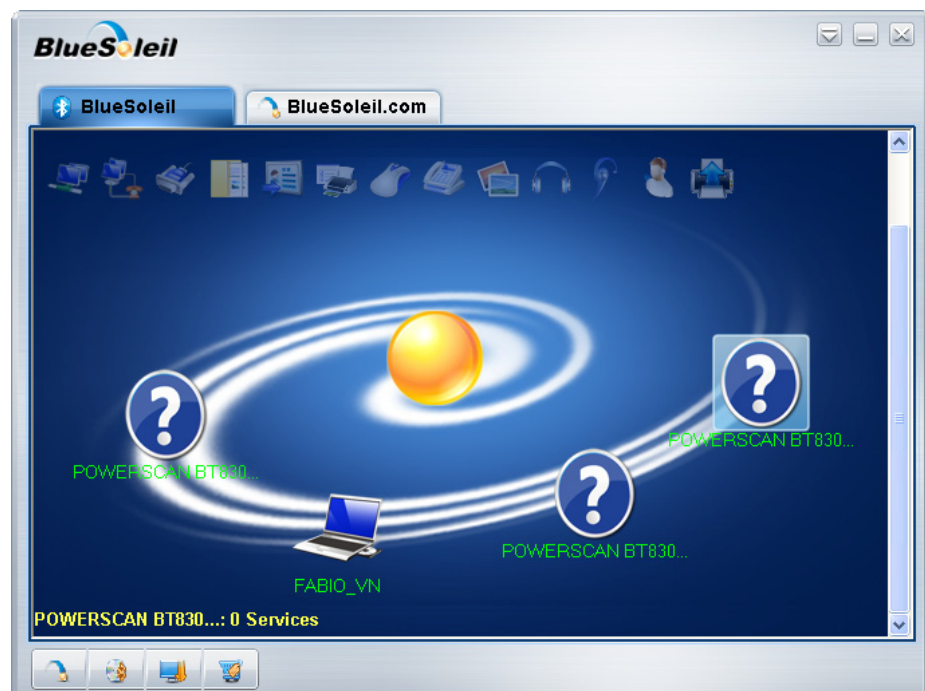 BlueSoleil
BlueSoleil
BlueSoleil.com
POWERSCAN BT830...
POWERSCAN BT830...
POWERSCAN BT830...
FABIO_VN
POWERSCAN BT830...: 0 Services